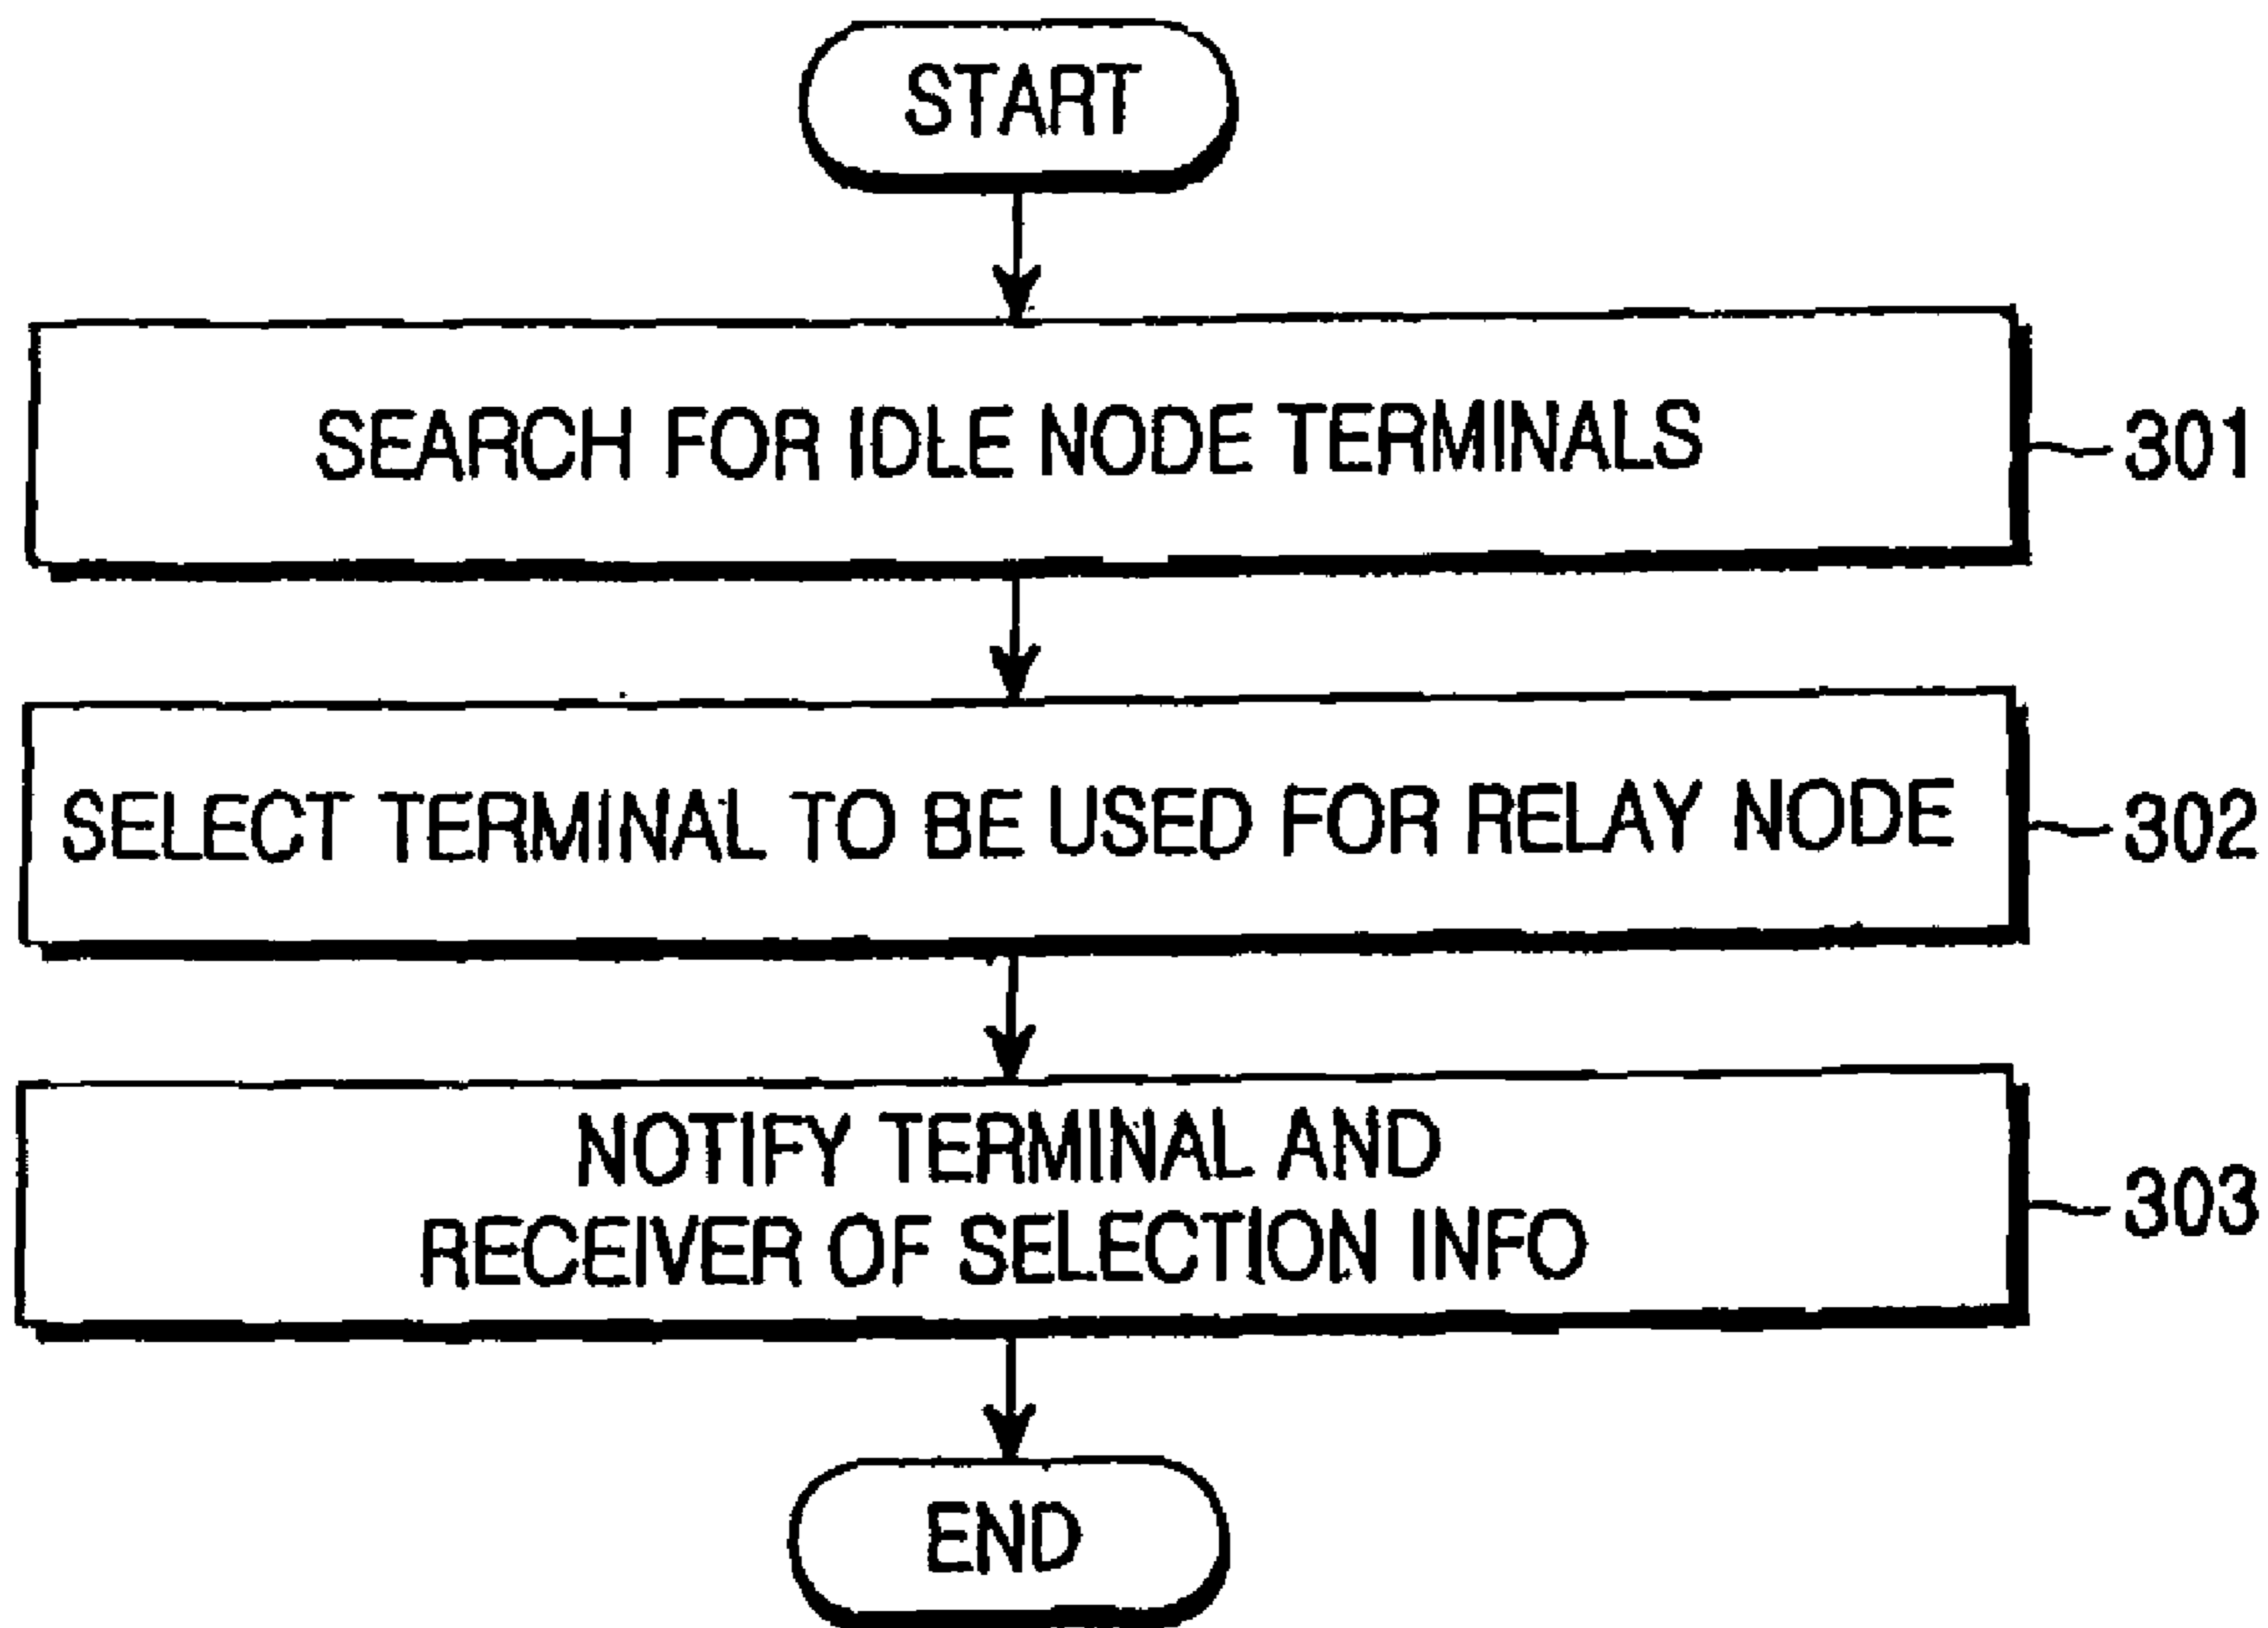 START
SEARCH FOR IDLE NODE TERMINALS
301
SELECT TERMINAL TO BE USED FOR RELAY NODE
302
NOTIFY TERMINAL AND
RECEIVER OF SELECTION INFO
303
END